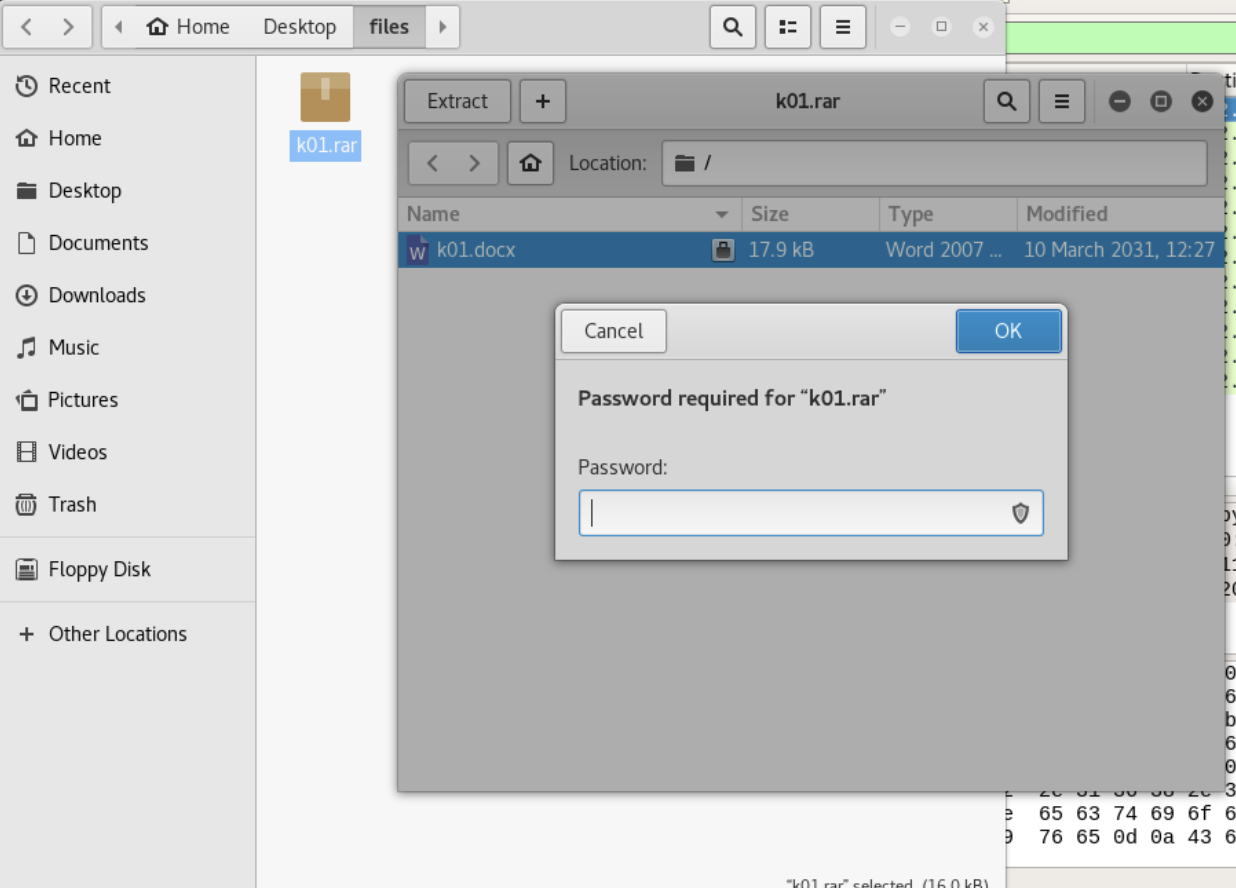 Home Desktop files
Recent
Home
Desktop
Documents
Downloads
Music
Pictures
Videos
Trash
Floppy Disk
Other Locations
k01.rar
Extract + k01.rar
Location: /
Name Size Type Modified
k01.docx 17.9 kB Word 2007 ... 10 March 2031, 12:27
Cancel OK
Password required for “k01.rar”
Password:
65 63 74 69 6f
76 65 0d 0a 43
“k01.rar” selected (16.0 kB)